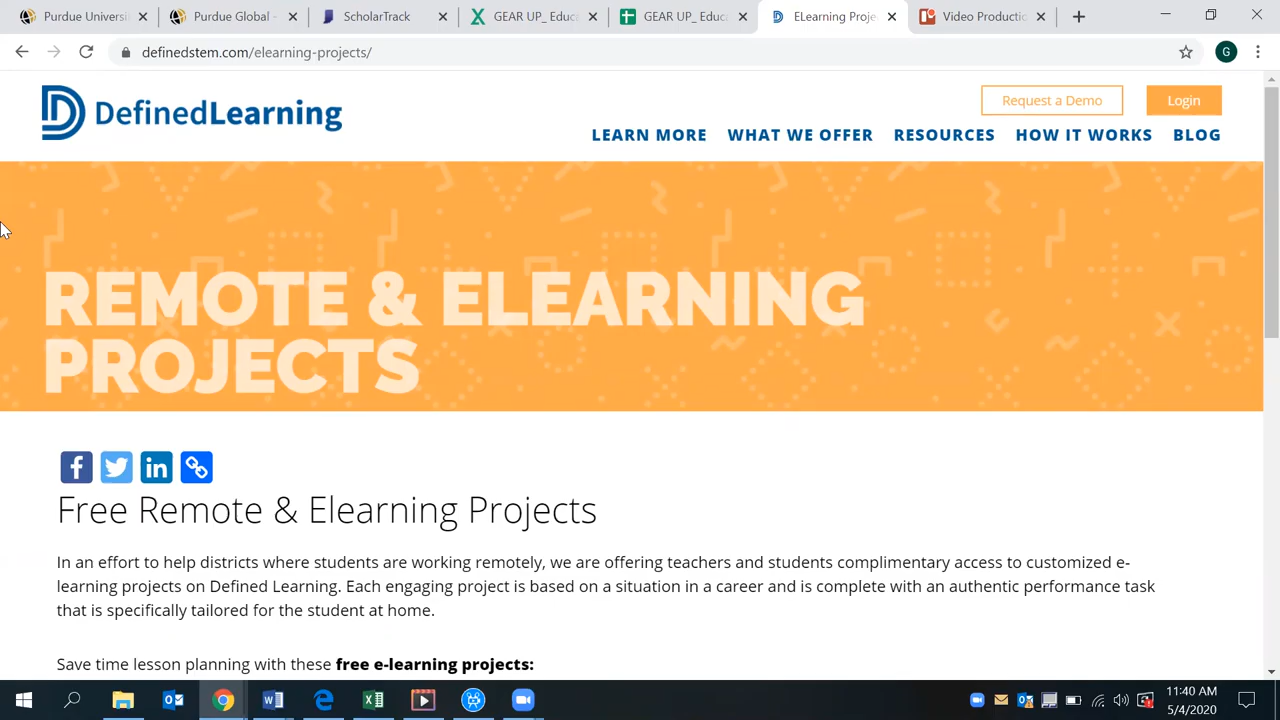 Purdue Universi
Purdue Global -
ScholarTrack
GEAR UP_ Educa
GEAR UP_ Educa
ELearning Proje
Video Productio
definedstem.com/elearning-projects/
G
DefinedLearning
Request a Demo
Login
LEARN MORE
WHAT WE OFFER
RESOURCES
HOW IT WORKS
BLOG
REMOTE & ELEARNING
PROJECTS
Free Remote & Elearning Projects
In an effort to help districts where students are working remotely, we are offering teachers and students complimentary access to customized e-
learning projects on Defined Learning. Each engaging project is based on a situation in a career and is complete with an authentic performance task
that is specifically tailored for the student at home.
Save time lesson planning with these free e-learning projects:
11:40 AM
5/4/2020